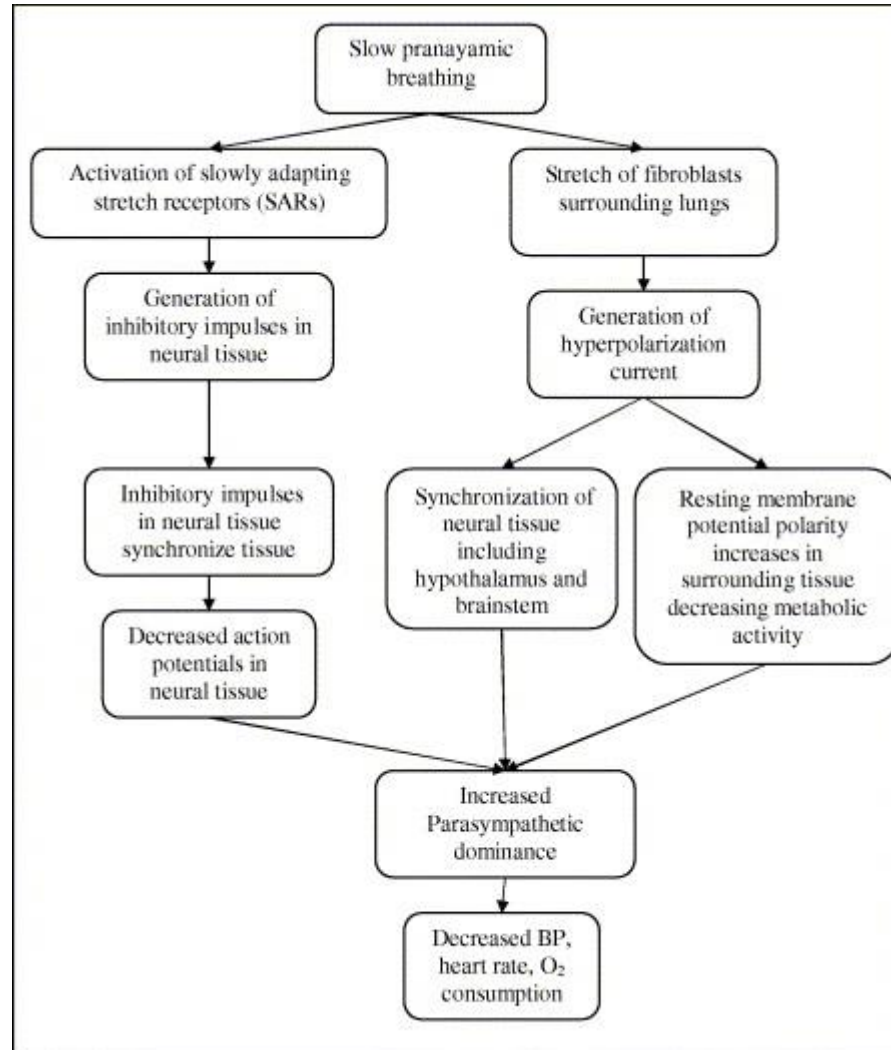 Slow pranayamic
breathing
Activation of slowly adapting
stretch receptors (SARs)
Stretch of fibroblasts
surrounding lungs
Generation of
inhibitory impulses in
neural tissue
Generation of
hyperpolarization
current
Inhibitory impulses
in neural tissue
synchronize tissue
Synchronization of
neural tissue
including
hypothalamus and
brainstem
Resting membrane
potential polarity
increases in
surrounding tissue
decreasing metabolic
activity
Decreased action
potentials in
neural tissue
Increased
Parasympathetic
dominance
Decreased BP,
heart rate, O₂
consumption